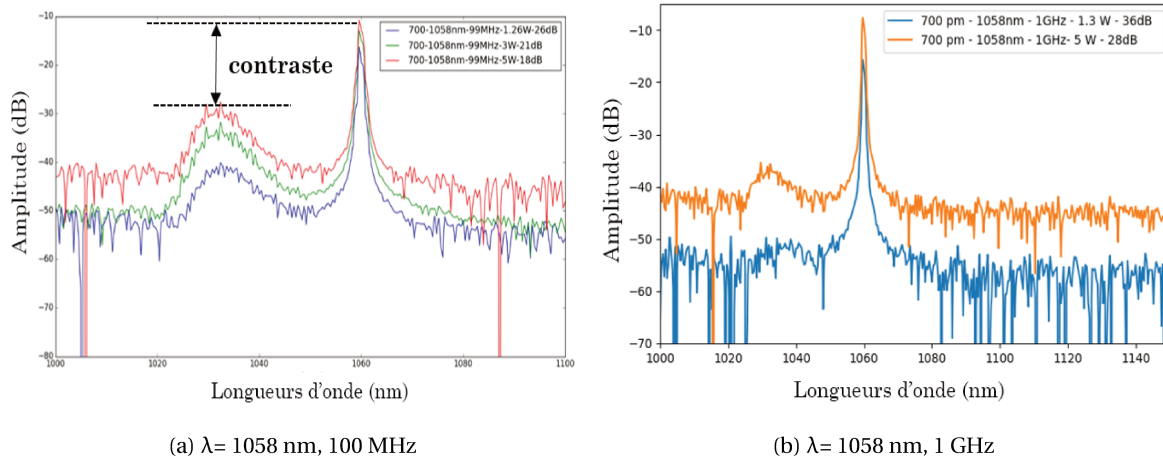 700-1058nm-99MHz-1.26W-26dB
700-1058nm-99MHz-3W-21dB
700-1058nm-99MHz-5W-18dB
contraste
Amplitude (dB)
-10
-20
-30
-40
-50
-60
-70
-80
1000
1020
1040
1060
1080
1100
Longueurs d'onde (nm)
(a) λ= 1058 nm, 100 MHz
700 pm - 1058nm - 1GHz - 1.3 W - 36dB
700 pm - 1058nm - 1GHz- 5 W - 28dB
Amplitude (dB)
-10
-20
-30
-40
-50
-60
-70
1000
1020
1040
1060
1080
1100
1120
1140
Longueurs d'onde (nm)
(b) λ= 1058 nm, 1 GHz